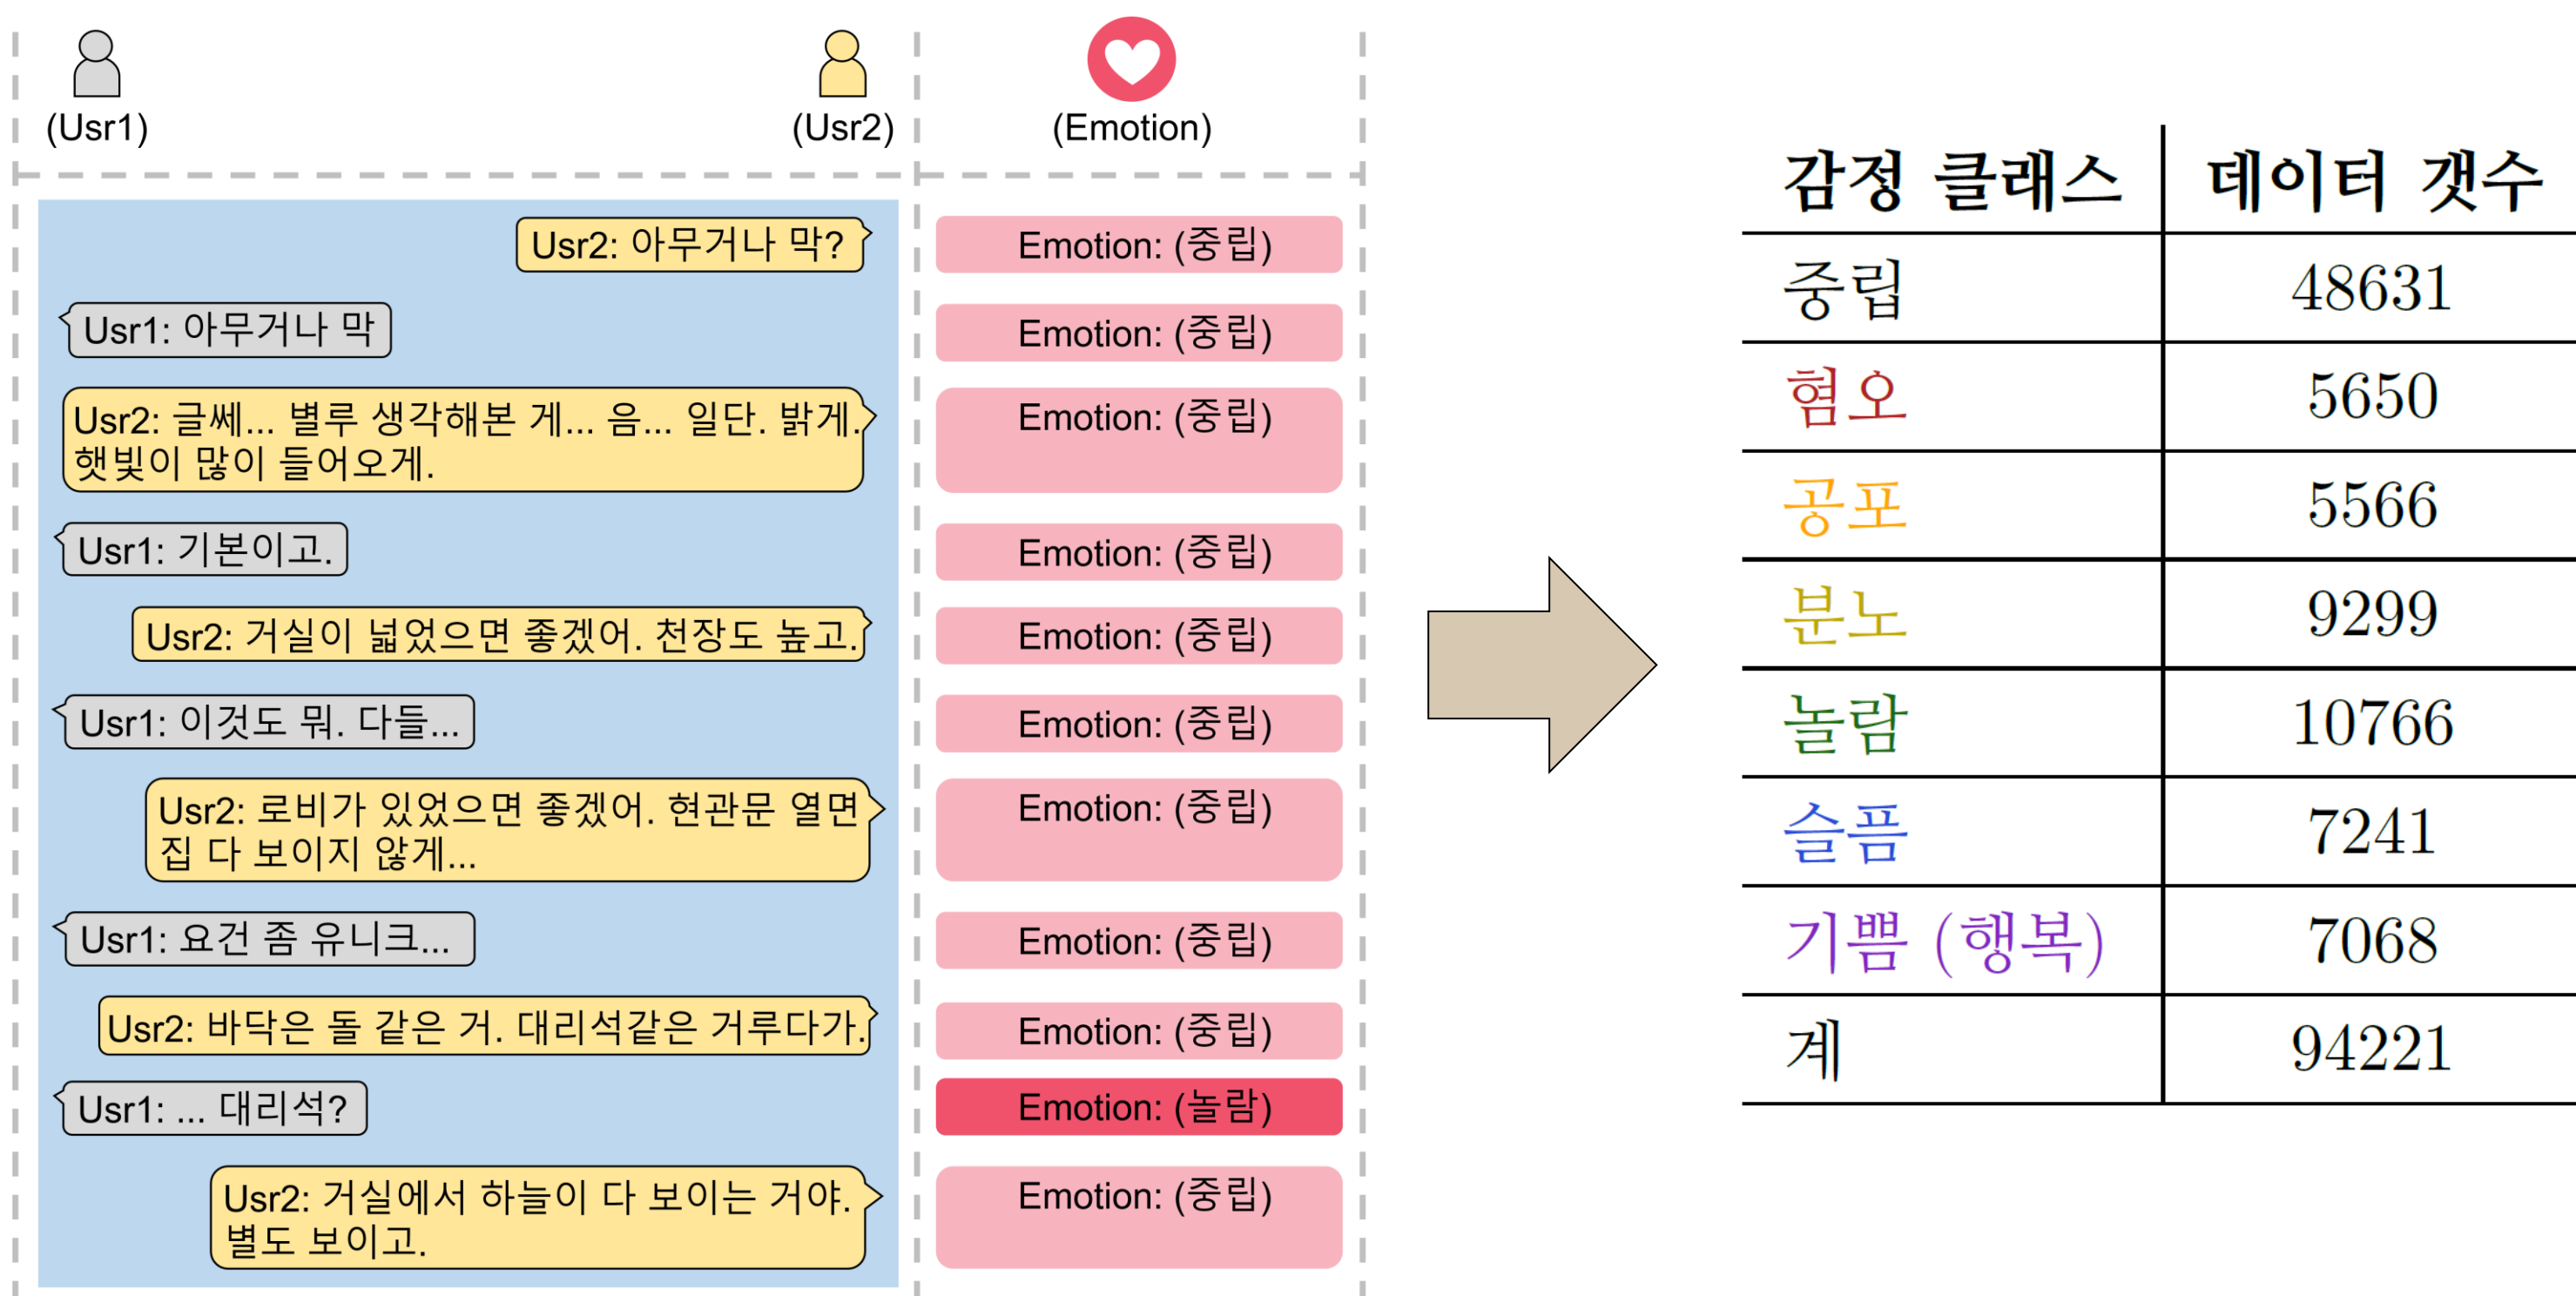 (Usr1)
(Usr2)
(Emotion)
Usr2: 아무거나 막?
Emotion: (중립)
Usr1: 아무거나 막
Emotion: (중립)
Usr2: 글쎄... 별루 생각해본 게... 음... 일단. 밝게.
햇빛이 많이 들어오게.
Emotion: (중립)
Usr1: 기본이고.
Emotion: (중립)
Usr2: 거실이 넓었으면 좋겠어. 천장도 높고.
Emotion: (중립)
Usr1: 이것도 뭐. 다들...
Emotion: (중립)
Usr2: 로비가 있었으면 좋겠어. 현관문 열면
집 다 보이지 않게...
Emotion: (중립)
Usr1: 요건 좀 유니크...
Emotion: (중립)
Usr2: 바닥은 돌 같은 거. 대리석같은 거루다가.
Emotion: (중립)
Usr1: ... 대리석?
Emotion: (놀람)
Usr2: 거실에서 하늘이 다 보이는 거야.
별도 보이고.
Emotion: (중립)
감정 클래스 데이터 갯수
중립 48631
혐오 5650
공포 5566
분노 9299
놀람 10766
슬픔 7241
기쁨 (행복) 7068
계 94221